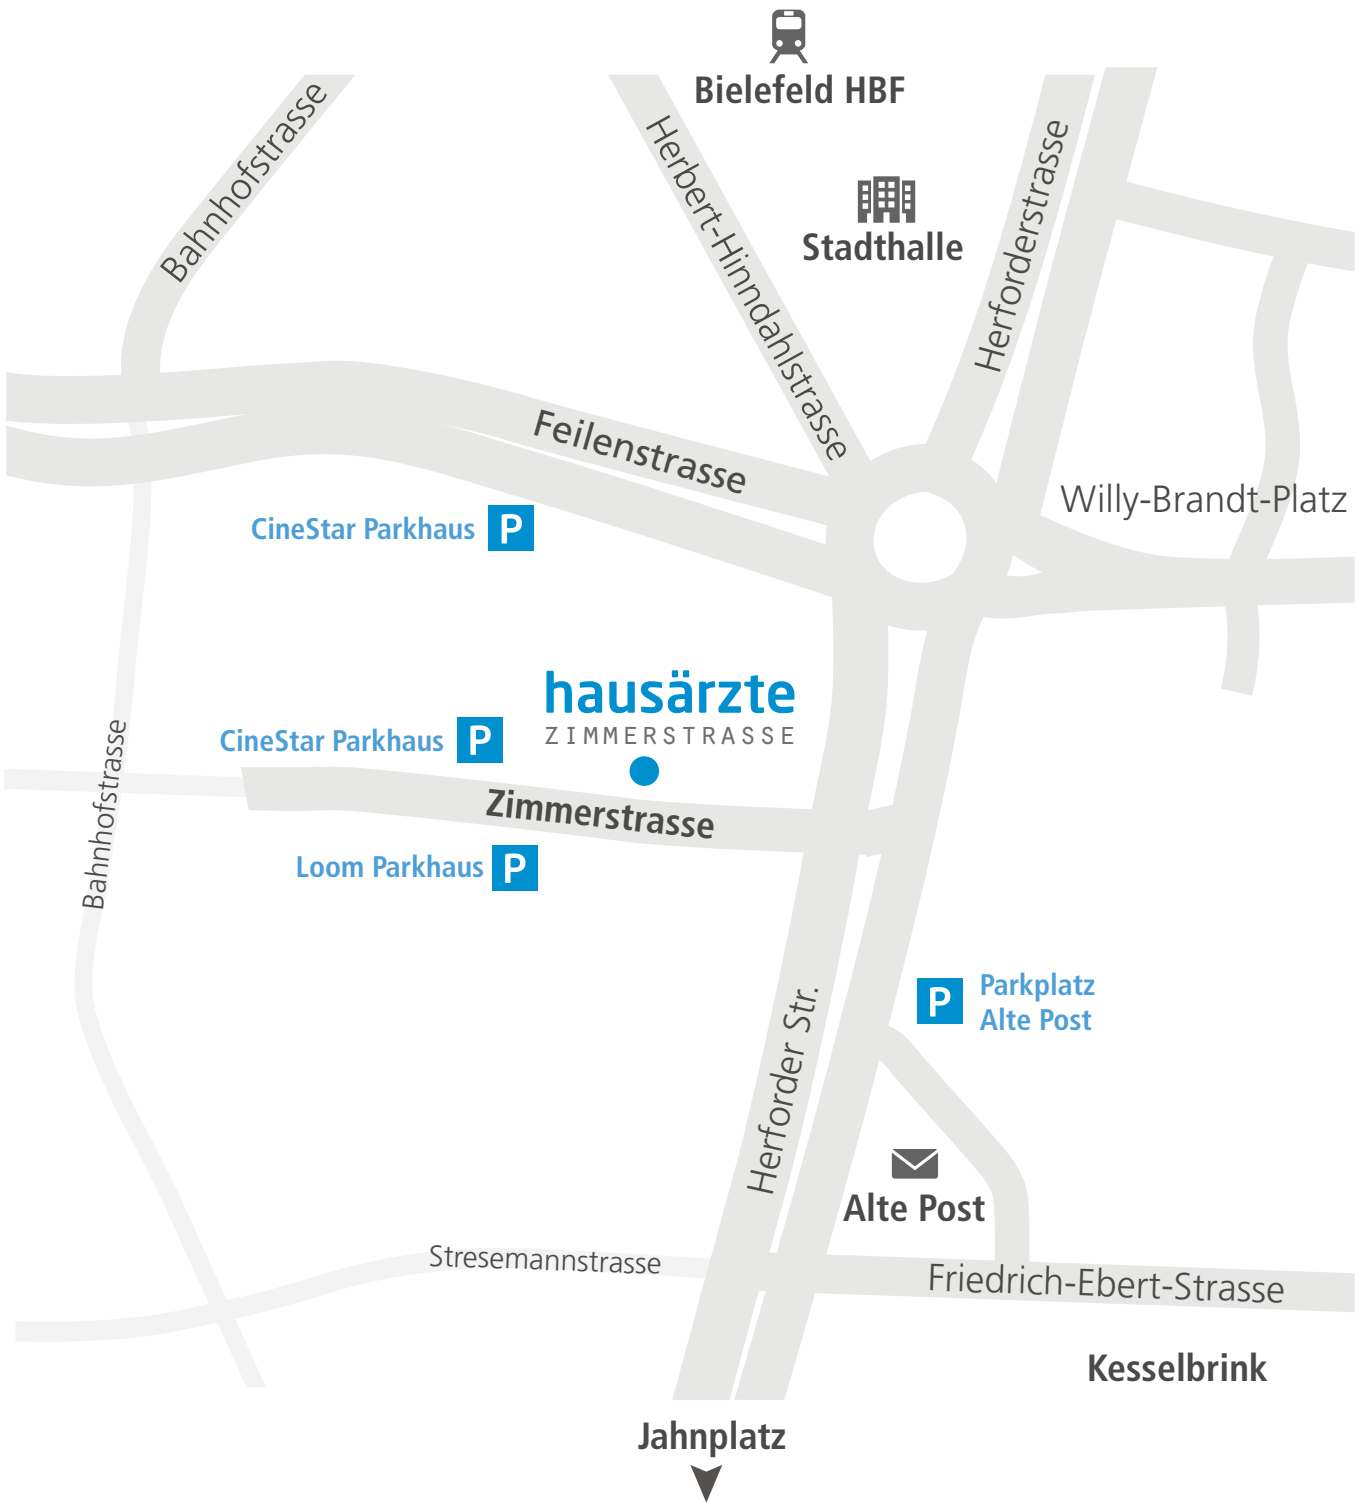 Bielefeld HBF
Bahnhofstrasse
Herbert-Hinndahlstrasse
Herforderstrasse
Stadthalle
Feilenstrasse
Willy-Brandt-Platz
CineStar Parkhaus P
hausärzte
ZIMMERSTRASSE
CineStar Parkhaus P
Bahnhofstrasse
Zimmerstrasse
Loom Parkhaus P
P Parkplatz
Alte Post
Herforder Str.
Alte Post
Stresemannstrasse
Friedrich-Ebert-Strasse
Kesselbrink
Jahnplatz